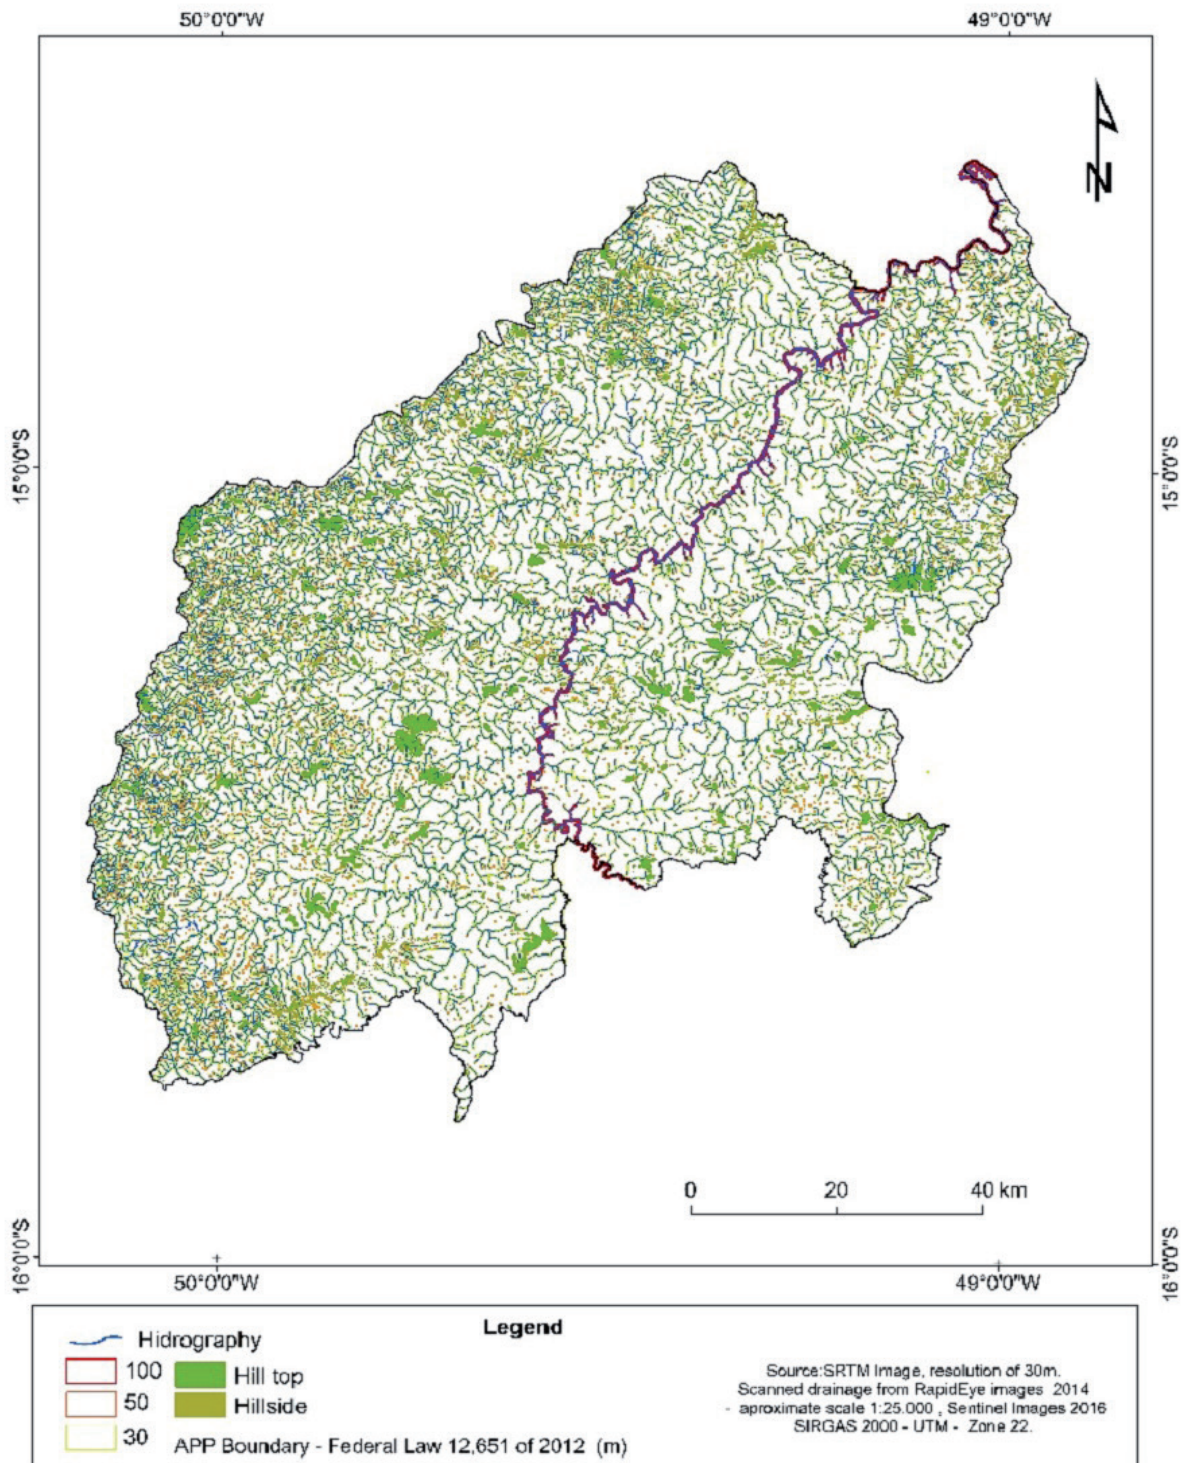 50°0'0"W
49°0'0"W
N
15°0'0"S
15°0'0"S
0 20 40 km
16°0'0"S
16°0'0"S
50°0'0"W
49°0'0"W
Legend
Hidrography
100
Hill top
50
Hillside
30
APP Boundary - Federal Law 12,651 of 2012 (m)
Source:SRTM Image, resolution of 30m.
Scanned drainage from RapidEye images 2014
- aproximate scale 1:25.000 , Sentinel Images 2016
SIRGAS 2000 - UTM - Zone 22.